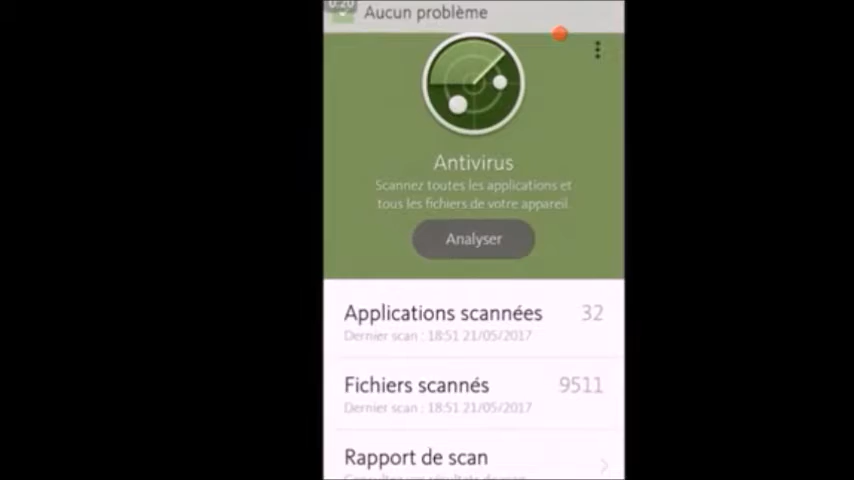 0:20
Aucun problème
Antivirus
Scannez toutes les applications et
tous les fichiers de votre appareil.
Analyser
Applications scannées 32
Dernier scan : 18:51 21/05/2017
Fichiers scannés 9511
Dernier scan : 18:51 21/05/2017
Rapport de scan